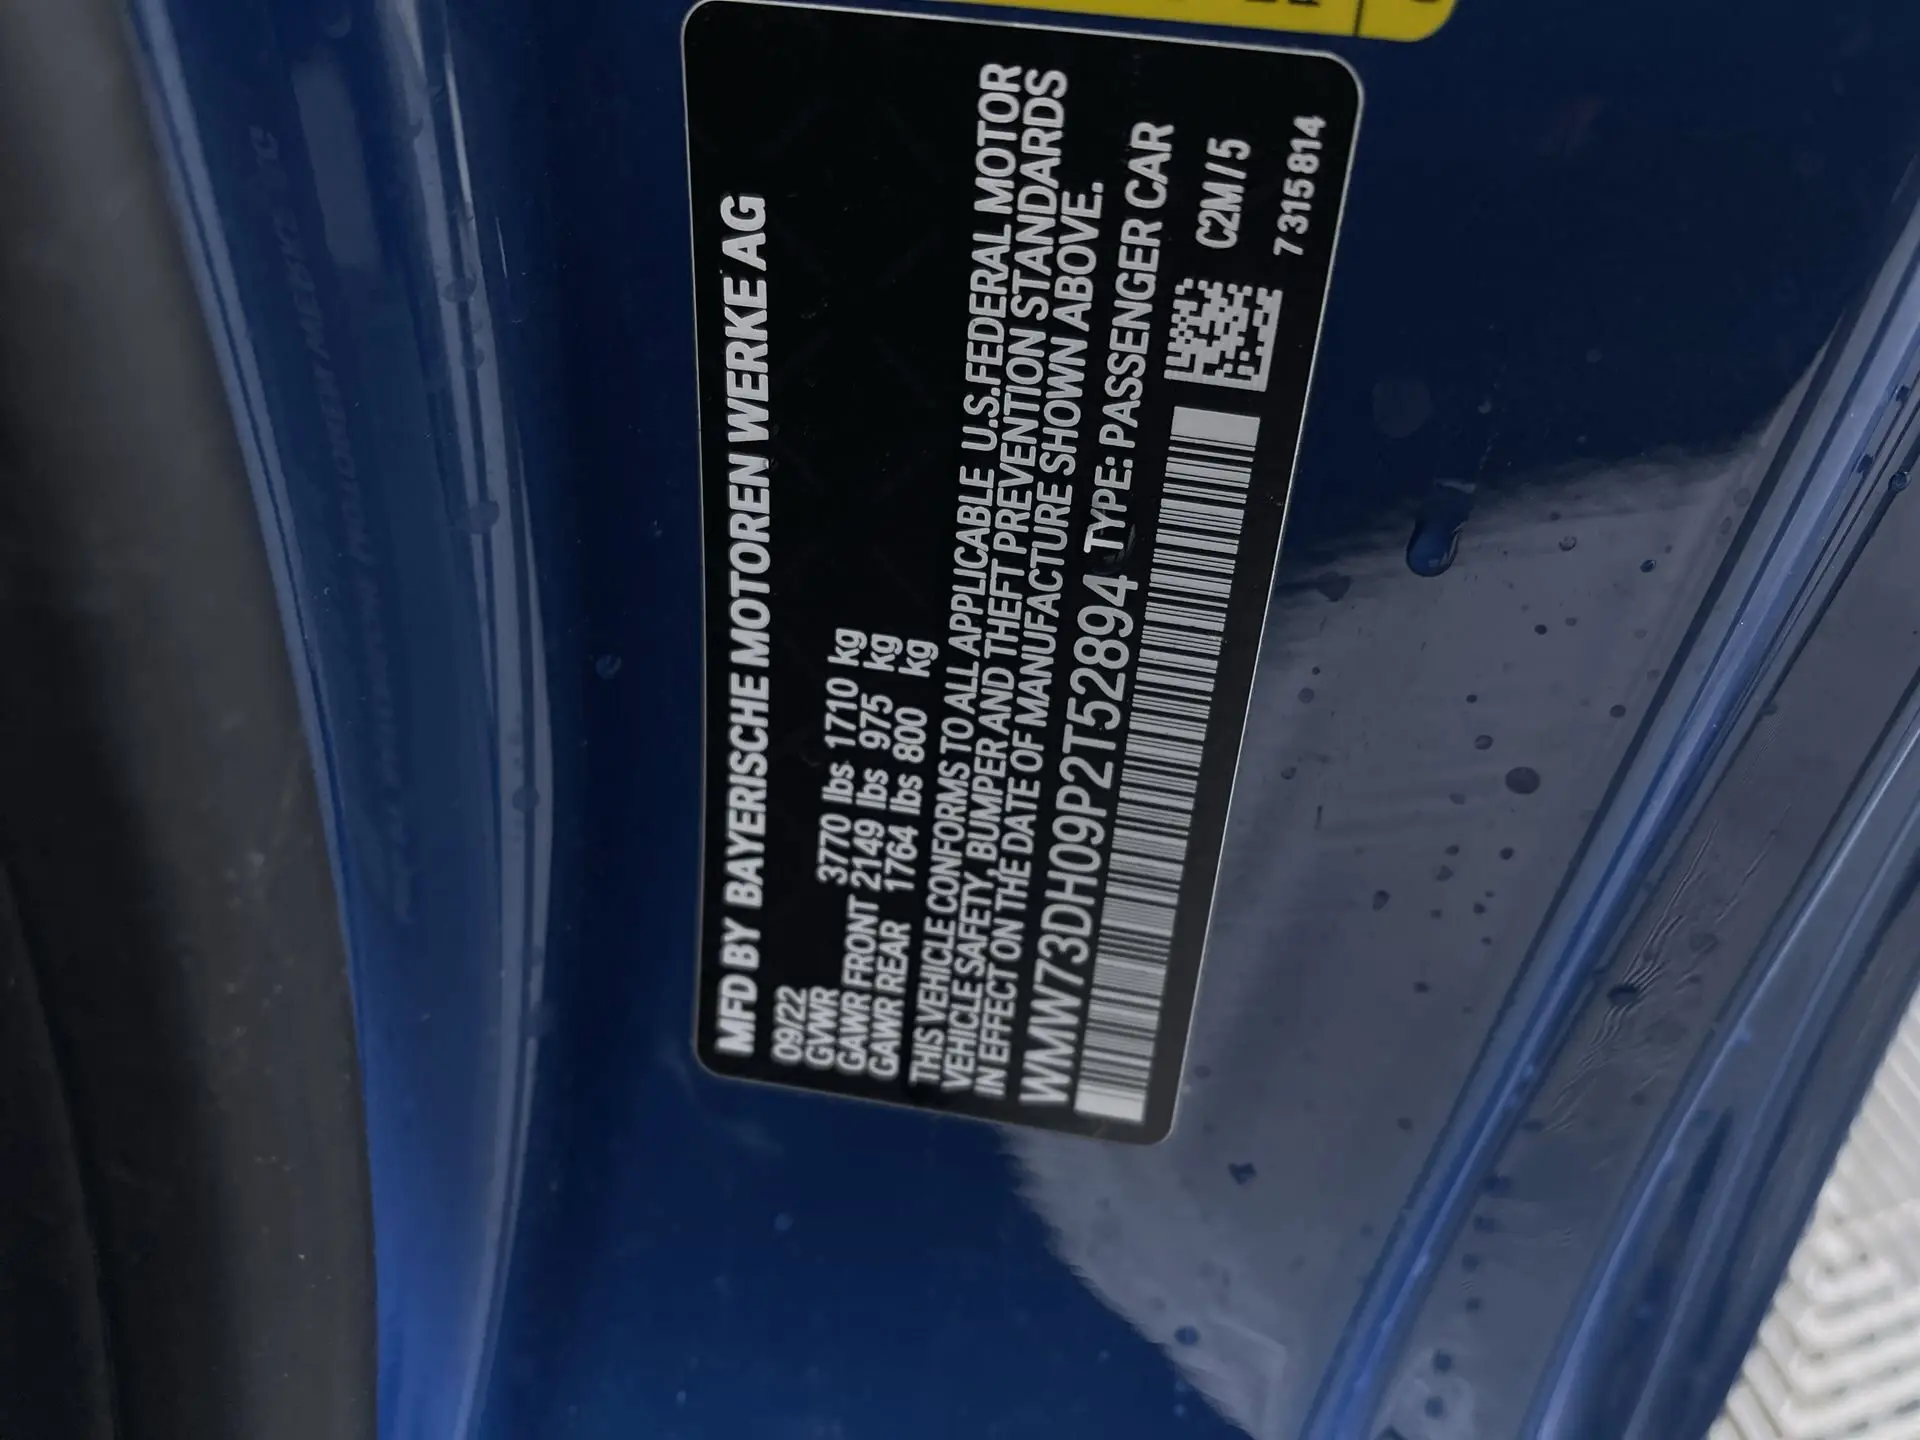 MFD BY BAYERISCHE MOTOREN WERKE AG
09/22
GVWR 3770 lbs 1710 kg
GAWR FRONT 2149 lbs 975 kg
GAWR REAR 1764 lbs 800 kg
THIS VEHICLE CONFORMS TO ALL APPLICABLE U.S.FEDERAL MOTOR
VEHICLE SAFETY, BUMPER AND THEFT PREVENTION STANDARDS
IN EFFECT ON THE DATE OF MANUFACTURE SHOWN ABOVE.
WMW73DH09P2T52894 TYPE: PASSENGER CAR
C2M/5
7315814